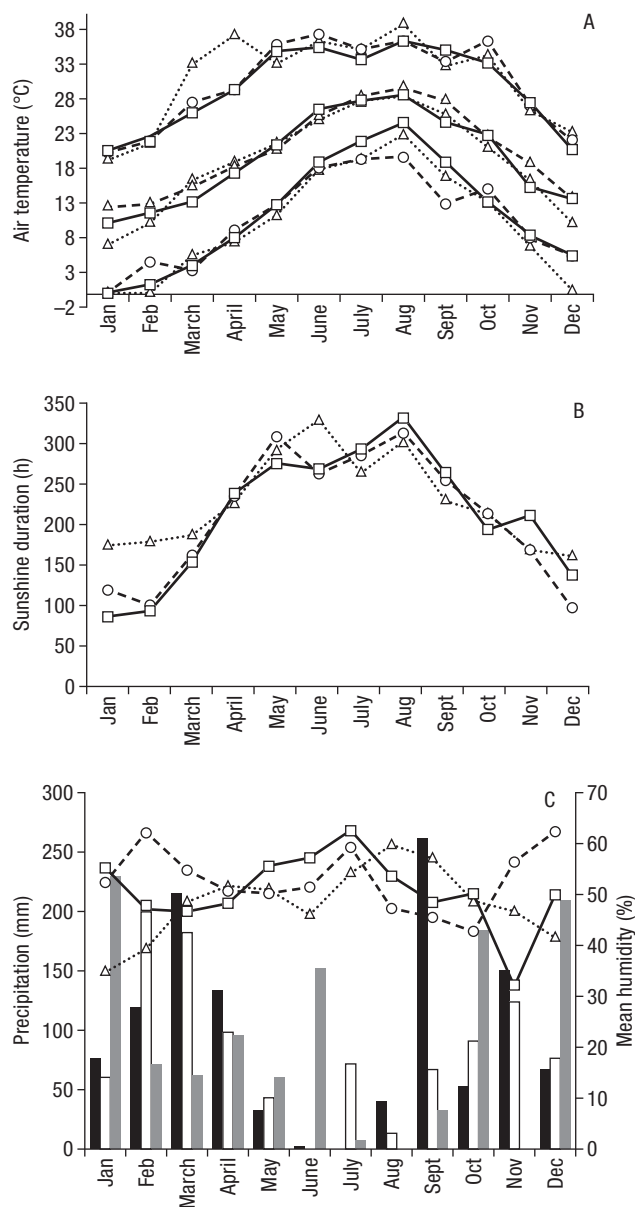 A
Air temperature (°C)
38
33
28
23
18
13
8
3
–2
Jan
Feb
March
April
May
June
July
Aug
Sept
Oct
Nov
Dec
B
Sunshine duration (h)
350
300
250
200
150
100
50
0
Jan
Feb
March
April
May
June
July
Aug
Sept
Oct
Nov
Dec
C
Precipitation (mm)
300
250
200
150
100
50
0
70
60
50
40
30
20
10
0
Mean humidity (%)
Jan
Feb
March
April
May
June
July
Aug
Sept
Oct
Nov
Dec